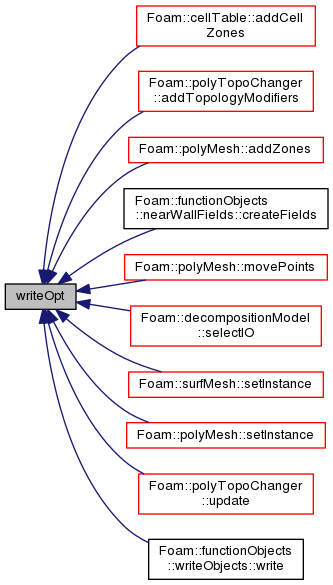 Foam::cellTable::addCell
Zones
Foam::polyTopoChanger
::addTopologyModifiers
Foam::polyMesh::addZones
Foam::functionObjects
::nearWallFields::createFields
Foam::polyMesh::movePoints
writeOpt
Foam::decompositionModel
::selectIO
Foam::surfMesh::setInstance
Foam::polyMesh::setInstance
Foam::polyTopoChanger
::update
Foam::functionObjects
::writeObjects::write